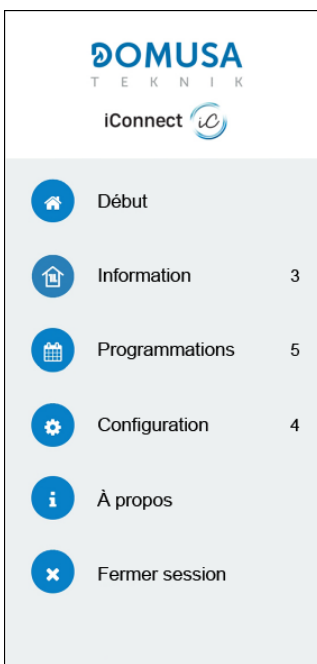 DOMUSA
TEKNIK
iConnect iC
Début
Information 3
Programmations 5
Configuration 4
À propos
Fermer session